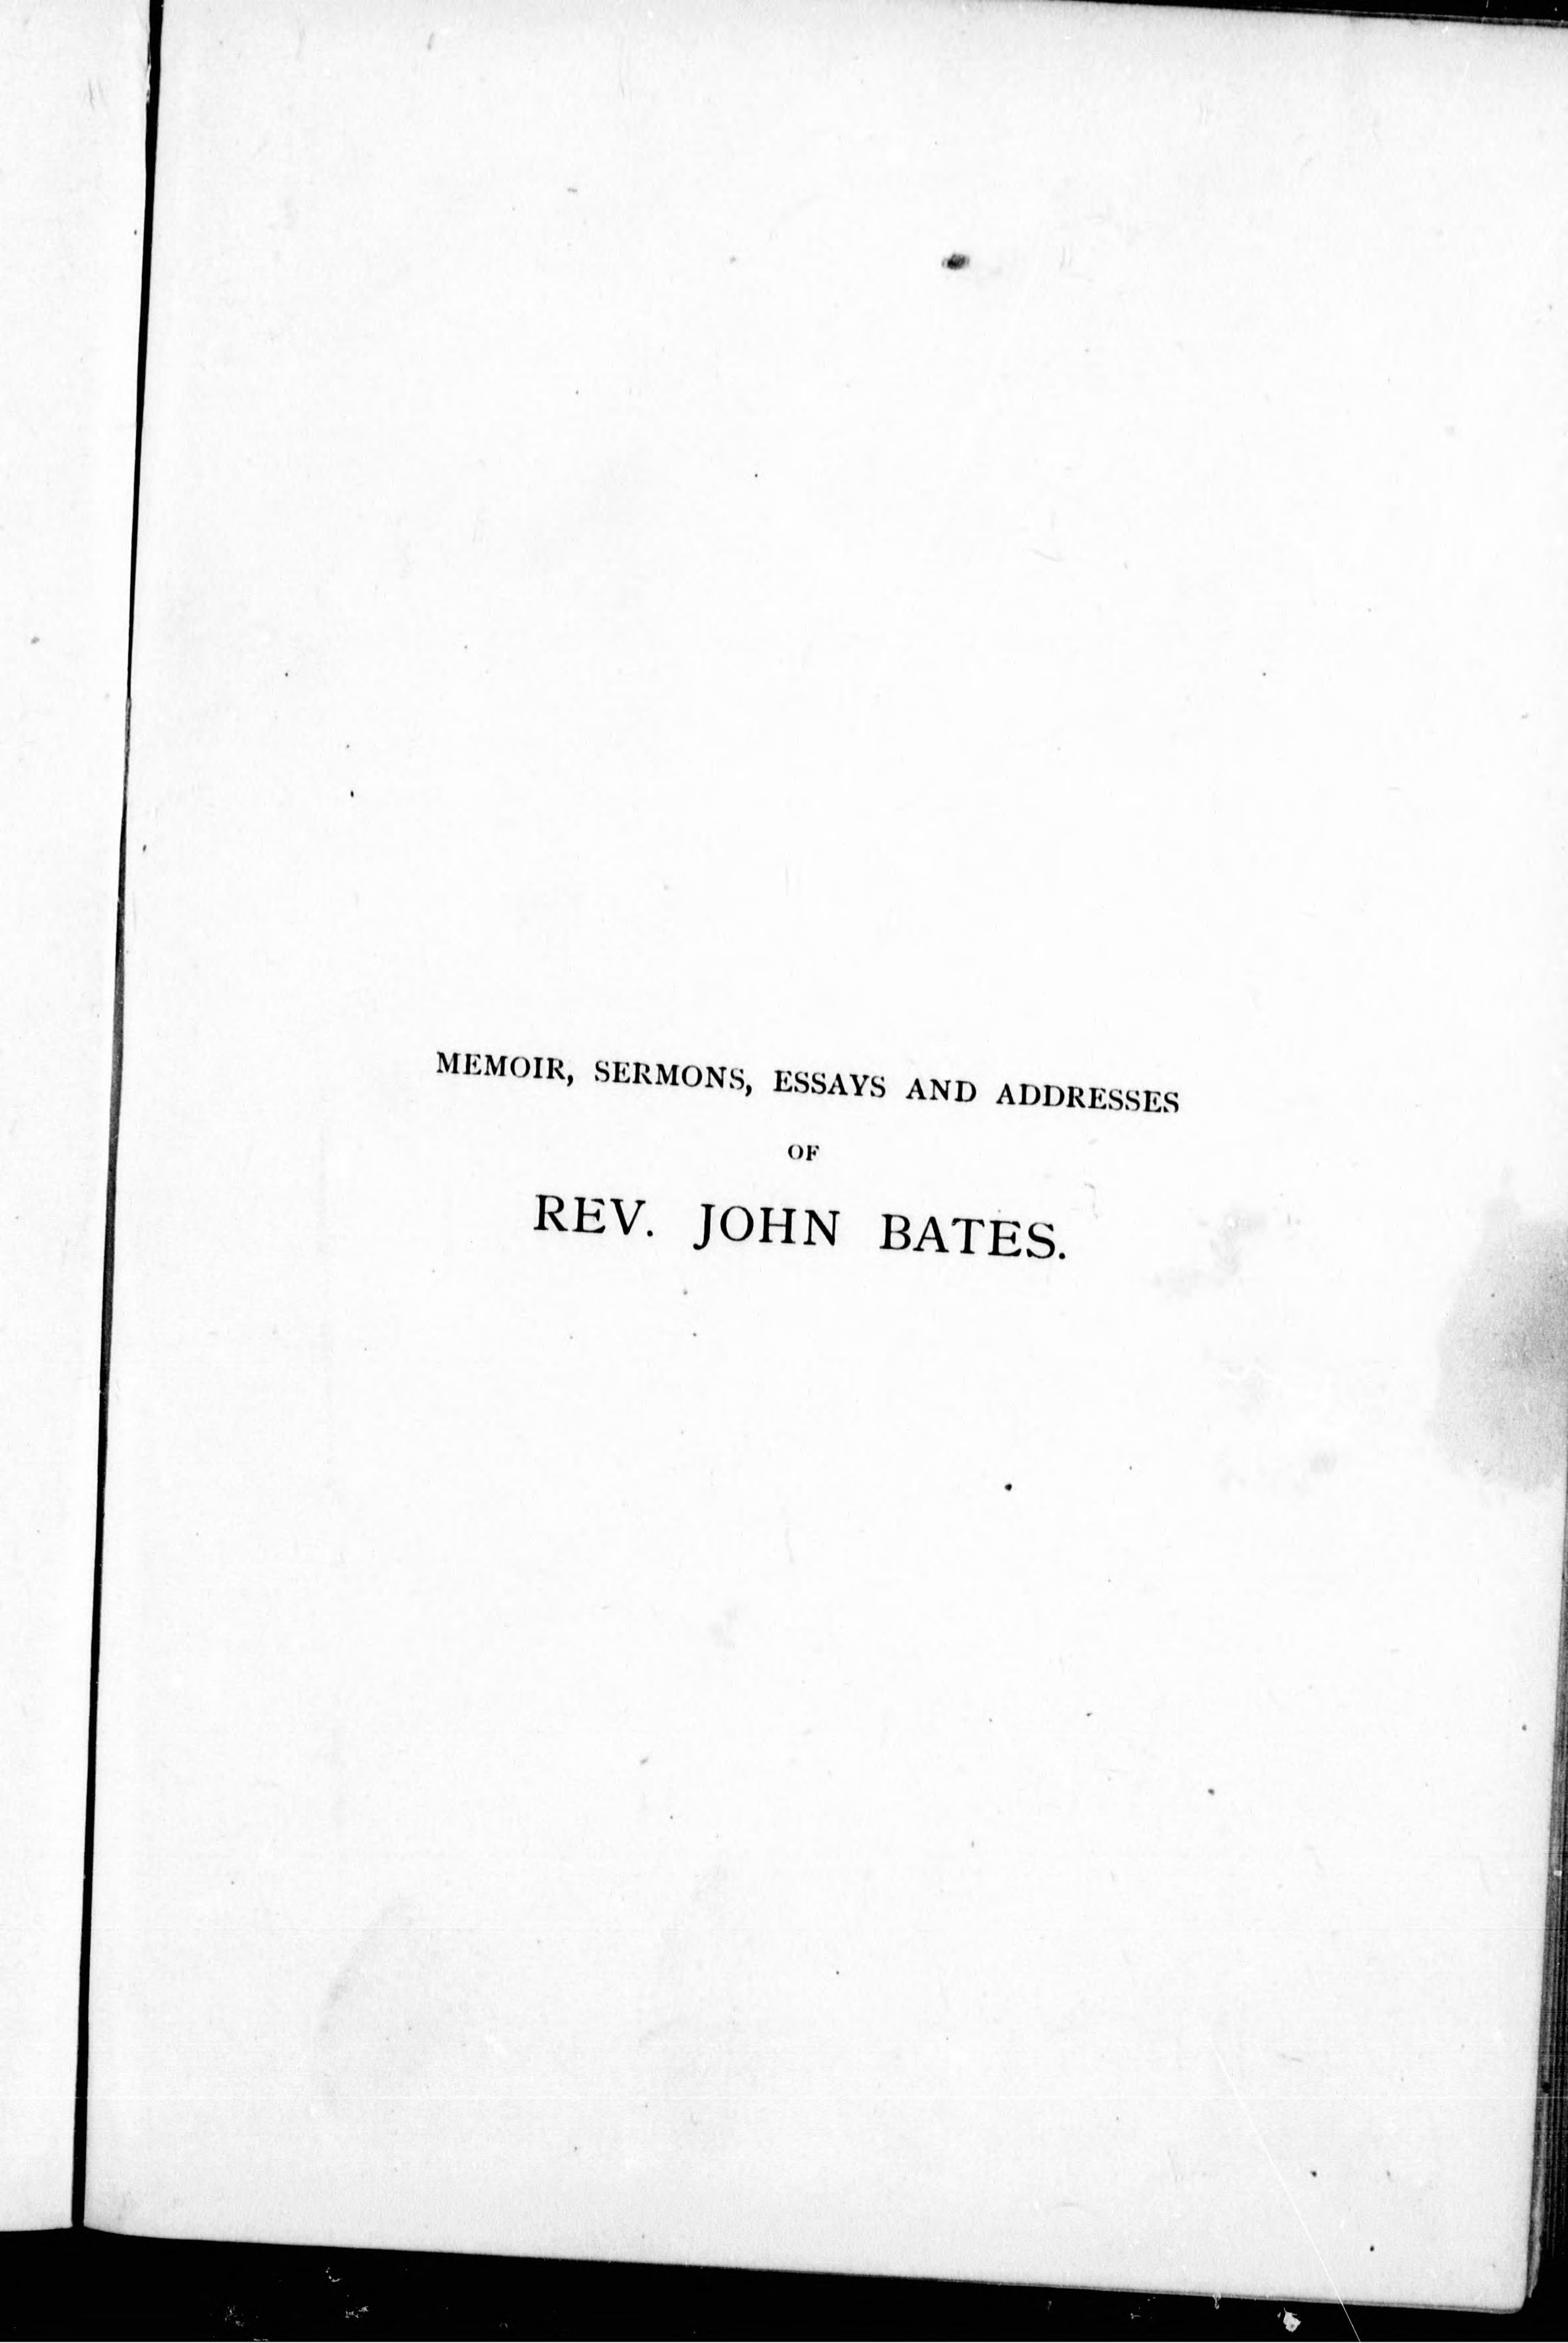 MEMOIR, SERMONS, ESSAYS AND ADDRESSES
OF
REV. JOHN BATES.